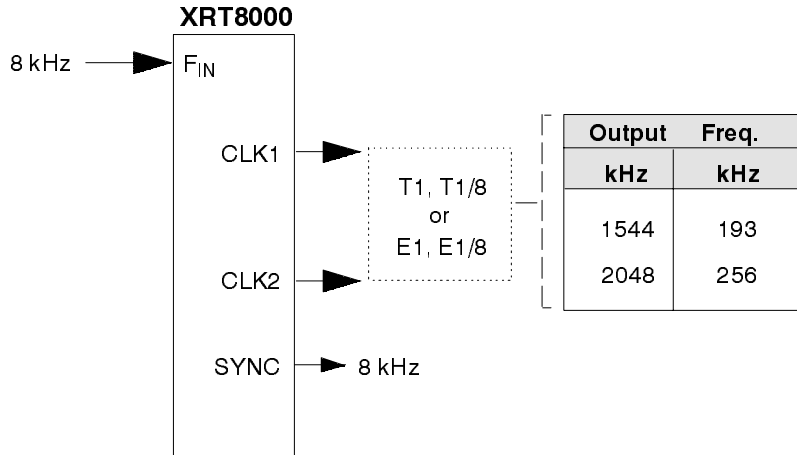 XRT8000
8 kHz
FIN
CLK1
T1, T1/8
or
E1, E1/8
CLK2
SYNC
8 kHz
Output Freq.
kHz kHz
1544 193
2048 256